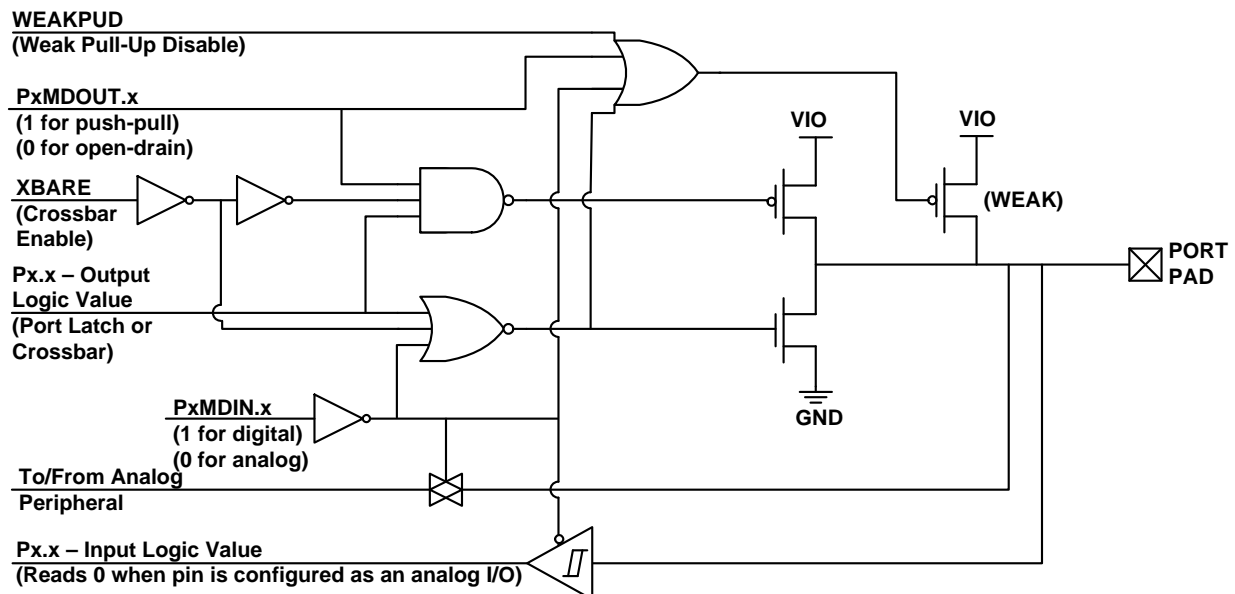 WEAKPUD
(Weak Pull-Up Disable)
PxMDOUT.x
(1 for push-pull)
(0 for open-drain)
XBARE
(Crossbar
Enable)
Px.x – Output
Logic Value
(Port Latch or
Crossbar)
PxMDIN.x
(1 for digital)
(0 for analog)
To/From Analog
Peripheral
Px.x – Input Logic Value
(Reads 0 when pin is configured as an analog I/O)
VIO
VIO
(WEAK)
GND
PORT
PAD